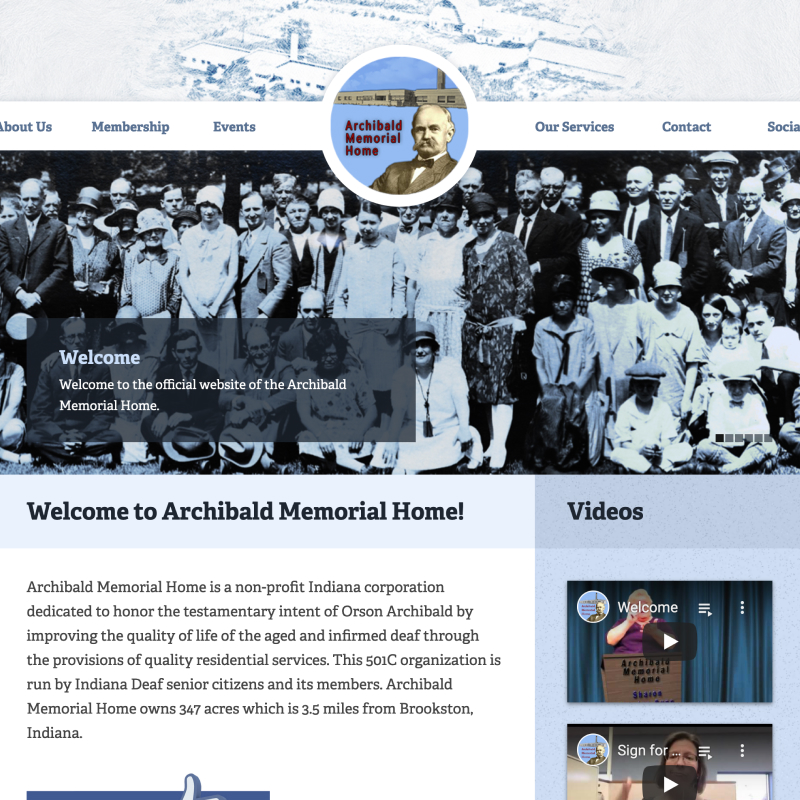 About Us
Membership
Events
Archibald
Memorial
Home
Our Services
Contact
Socia
Welcome
Welcome to the official website of the Archibald
Memorial Home.
Welcome to Archibald Memorial Home!
Archibald Memorial Home is a non-profit Indiana corporation
dedicated to honor the testamentary intent of Orson Archibald by
improving the quality of life of the aged and infirmed deaf through
the provisions of quality residential services. This 501C organization is
run by Indiana Deaf senior citizens and its members. Archibald
Memorial Home owns 347 acres which is 3.5 miles from Brookston,
Indiana.
Videos
Welcome
Archibald
Memorial
Home
Sharon
Sign for ...